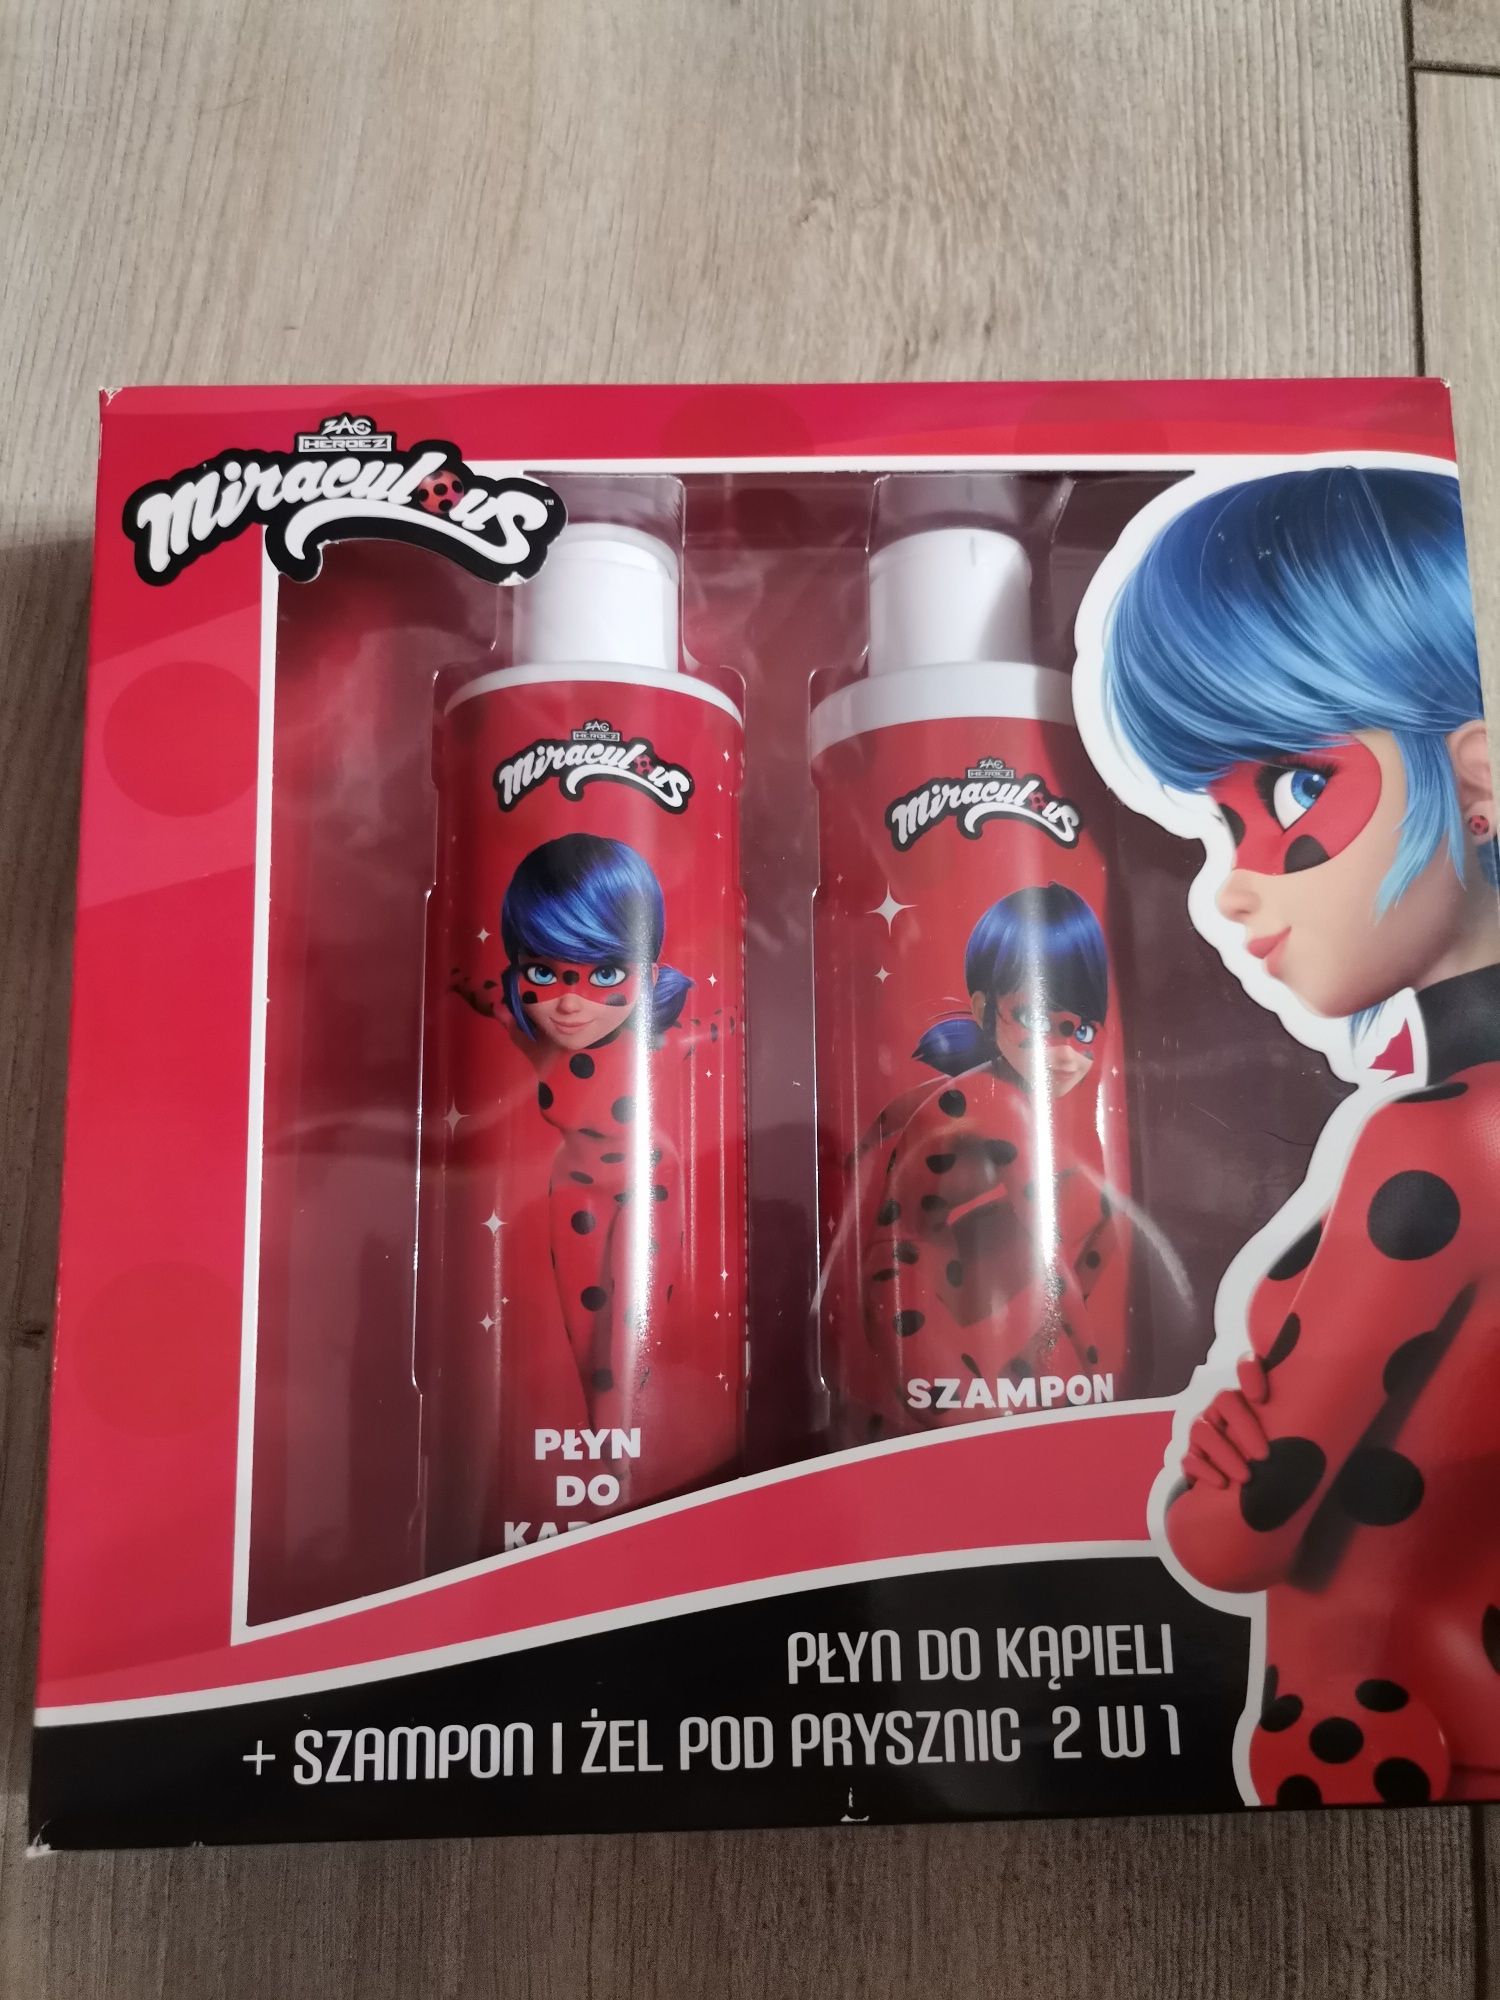 ZAG
HEROEZ
Miraculous™
ZAG
HEROEZ
Miraculous
ZAG
HEROEZ
Miraculous
SZAMPON
PŁYN
DO
PŁYN DO KĄPIELI
+ SZAMPON I ŻEL POD PRYSZNIC 2 W 1